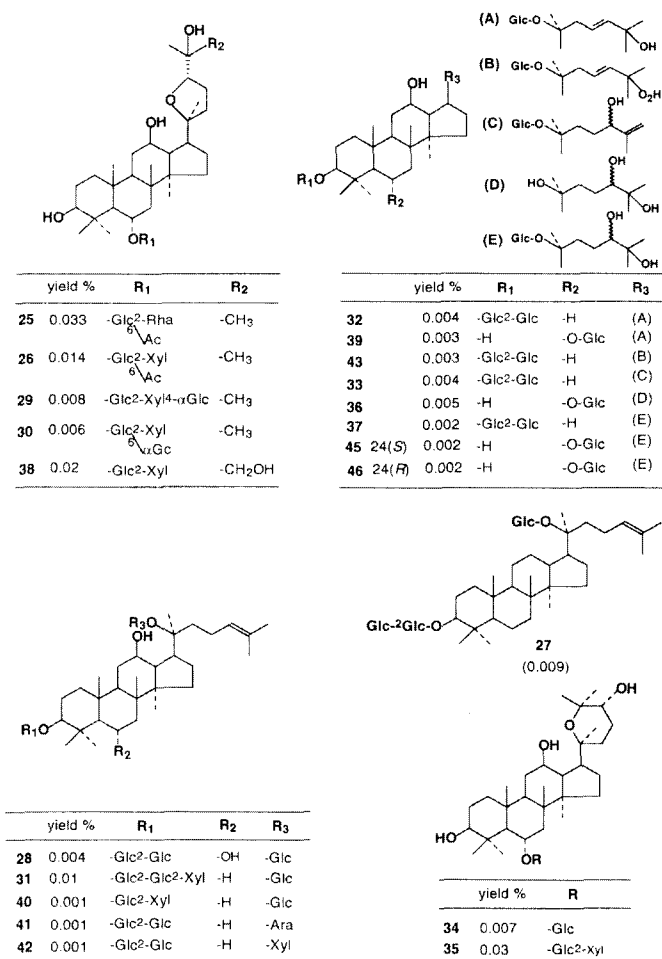 OH
R₂
O
OH
HO
OR₁
yield % R₁ R₂
25 0.033 -Glc²-Rha -CH₃
6
Ac
26 0.014 -Glc²-Xyl -CH₃
6
Ac
29 0.008 -Glc²-Xyl⁴-αGlc -CH₃
30 0.006 -Glc²-Xyl -CH₃
6
αGc
38 0.02 -Glc²-Xyl -CH₂OH
OH R₃
R₁O
R₂
(A) Glc-O
OH
(B) Glc-O
O₂H
(C) OH
Glc-O
(D) OH
HO
OH
(E) OH
Glc-O
OH
yield % R₁ R₂ R₃
32 0.004 -Glc²-Glc -H (A)
39 0.003 -H -O-Glc (A)
43 0.003 -Glc²-Glc -H (B)
33 0.004 -Glc²-Glc -H (C)
36 0.005 -H -O-Glc (D)
37 0.002 -Glc²-Glc -H (E)
45 24(S) 0.002 -H -O-Glc (E)
46 24(R) 0.002 -H -O-Glc (E)
R₃O
OH
R₁O
R₂
yield % R₁ R₂ R₃
28 0.004 -Glc²-Glc -OH -Glc
31 0.01 -Glc²-Glc²-Xyl -H -Glc
40 0.001 -Glc²-Xyl -H -Glc
41 0.001 -Glc²-Glc -H -Ara
42 0.001 -Glc²-Glc -H -Xyl
Glc-O
Glc-²Glc-O
27
(0.009)
OH
O
OH
HO
OR
yield % R
34 0.007 -Glc
35 0.03 -Glc²-Xyl